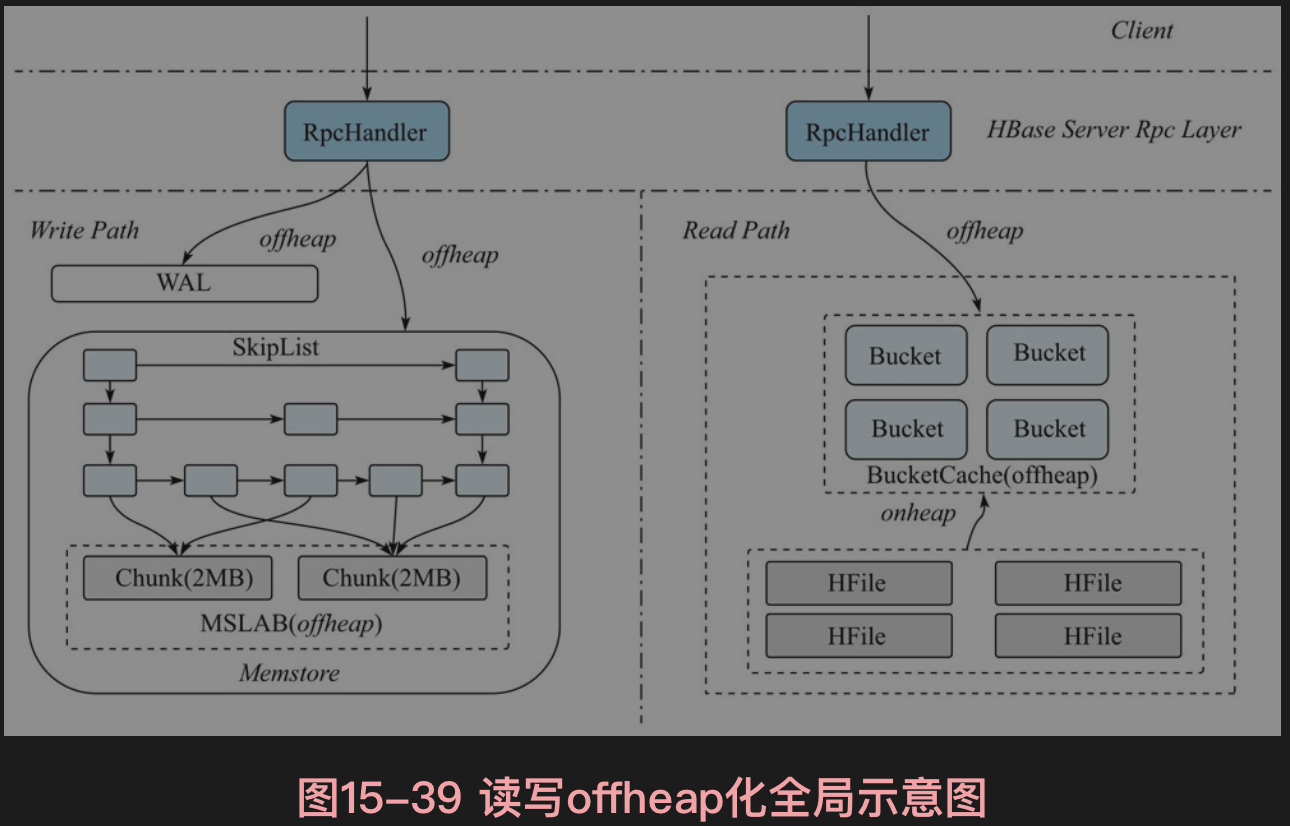 Client
RpcHandler
RpcHandler
HBase Server Rpc Layer
Write Path
offheap
offheap
WAL
SkipList
Chunk(2MB)
Chunk(2MB)
MSLAB(offheap)
Memstore
Read Path
offheap
Bucket
Bucket
Bucket
Bucket
BucketCache(offheap)
onheap
HFile
HFile
HFile
HFile
图15-39 读写offheap化全局示意图